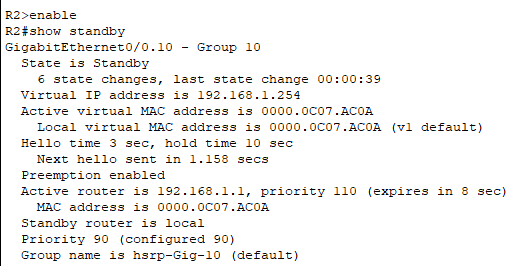 R2>enable
R2#show standby
GigabitEthernet0/0.10 - Group 10
State is Standby
6 state changes, last state change 00:00:39
Virtual IP address is 192.168.1.254
Active virtual MAC address is 0000.0C07.AC0A
Local virtual MAC address is 0000.0C07.AC0A (v1 default)
Hello time 3 sec, hold time 10 sec
Next hello sent in 1.158 secs
Preemption enabled
Active router is 192.168.1.1, priority 110 (expires in 8 sec)
MAC address is 0000.0C07.AC0A
Standby router is local
Priority 90 (configured 90)
Group name is hsrp-Gig-10 (default)